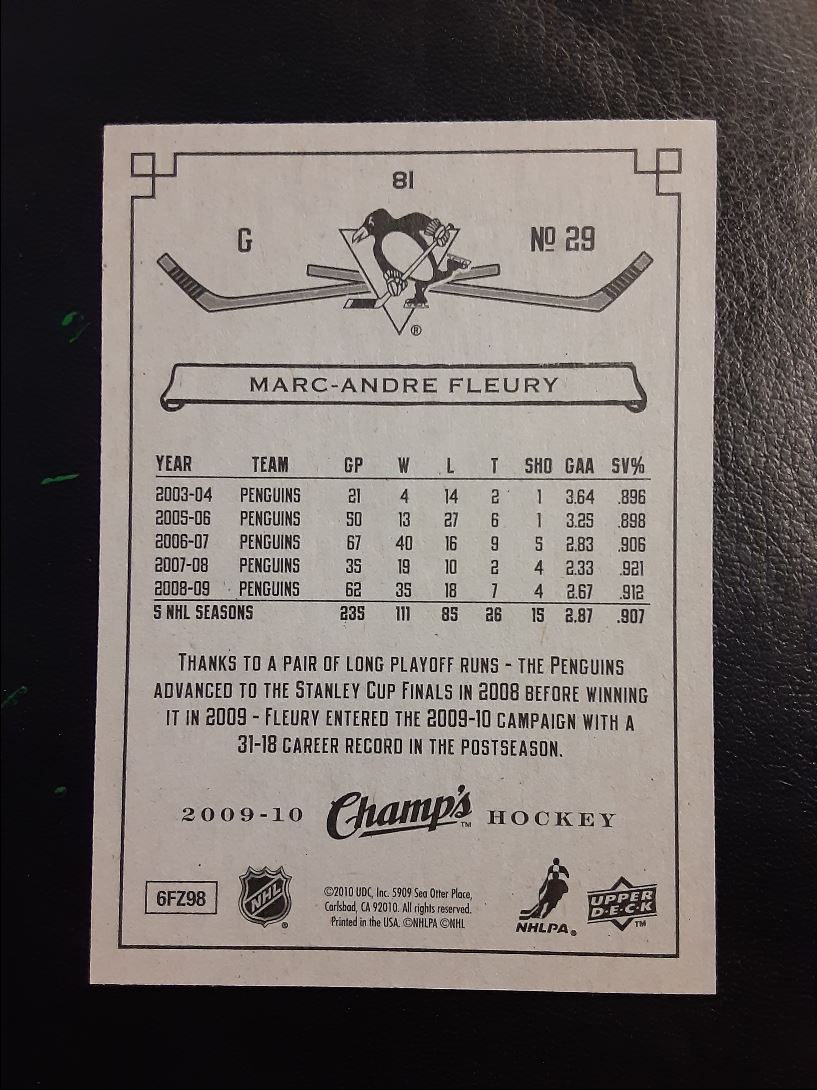 81
G
Nº 29
®
MARC-ANDRE FLEURY
YEAR TEAM GP W L T SHO GAA SV%
2003-04 PENGUINS 21 4 14 2 1 3.64 .896
2005-06 PENGUINS 50 13 27 6 1 3.25 .898
2006-07 PENGUINS 67 40 16 9 5 2.83 .906
2007-08 PENGUINS 35 19 10 2 4 2.33 .921
2008-09 PENGUINS 62 35 18 7 4 2.67 .912
5 NHL SEASONS 235 111 85 26 15 2.87 .907
THANKS TO A PAIR OF LONG PLAYOFF RUNS - THE PENGUINS
ADVANCED TO THE STANLEY CUP FINALS IN 2008 BEFORE WINNING
IT IN 2009 - FLEURY ENTERED THE 2009-10 CAMPAIGN WITH A
31-18 CAREER RECORD IN THE POSTSEASON.
2009-10 Champ's™ HOCKEY
6FZ98
NHL®
©2010 UDC, Inc. 5909 Sea Otter Place,
Carlsbad, CA 92010. All rights reserved.
Printed in the USA. ©NHLPA ©NHL
NHLPA®
UPPER
D·E·C·K™